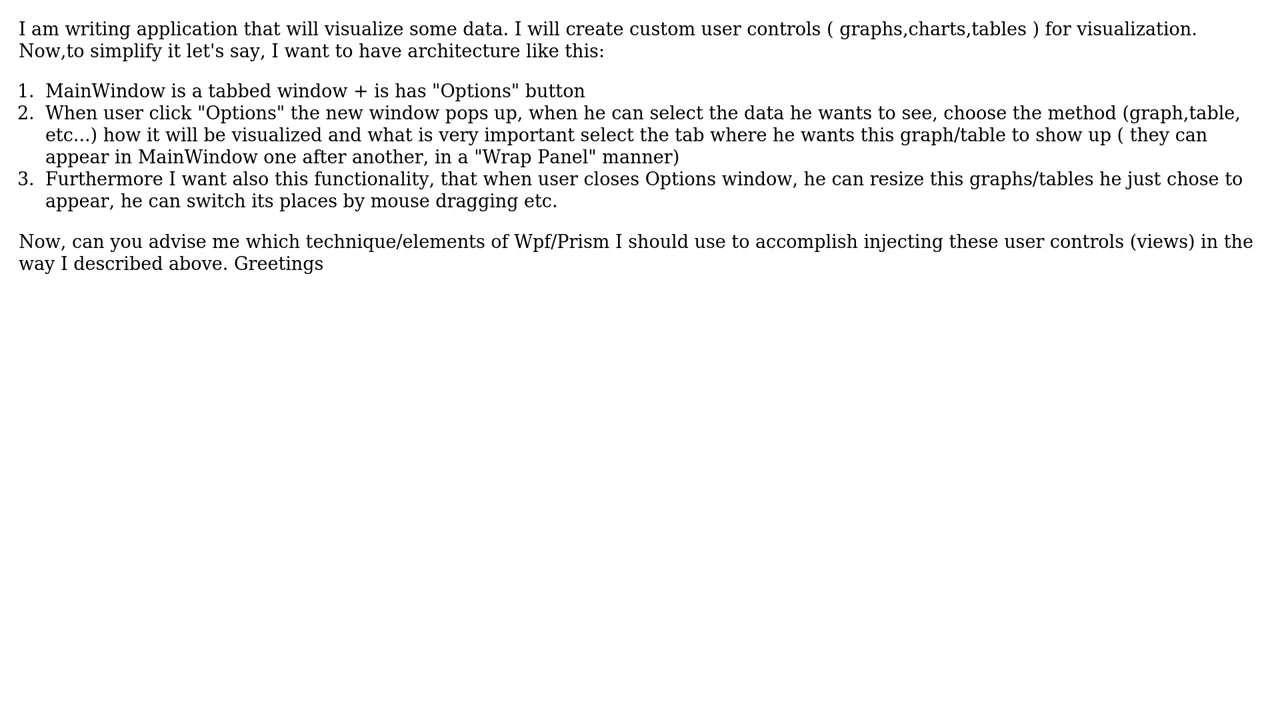 I am writing application that will visualize some data. I will create custom user controls ( graphs,charts,tables ) for visualization.
Now,to simplify it let's say, I want to have architecture like this:
1. MainWindow is a tabbed window + is has "Options" button
2. When user click "Options" the new window pops up, when he can select the data he wants to see, choose the method (graph,table,
etc...) how it will be visualized and what is very important select the tab where he wants this graph/table to show up ( they can
appear in MainWindow one after another, in a "Wrap Panel" manner)
3. Furthermore I want also this functionality, that when user closes Options window, he can resize this graphs/tables he just chose to
appear, he can switch its places by mouse dragging etc.
Now, can you advise me which technique/elements of Wpf/Prism I should use to accomplish injecting these user controls (views) in the
way I described above. Greetings